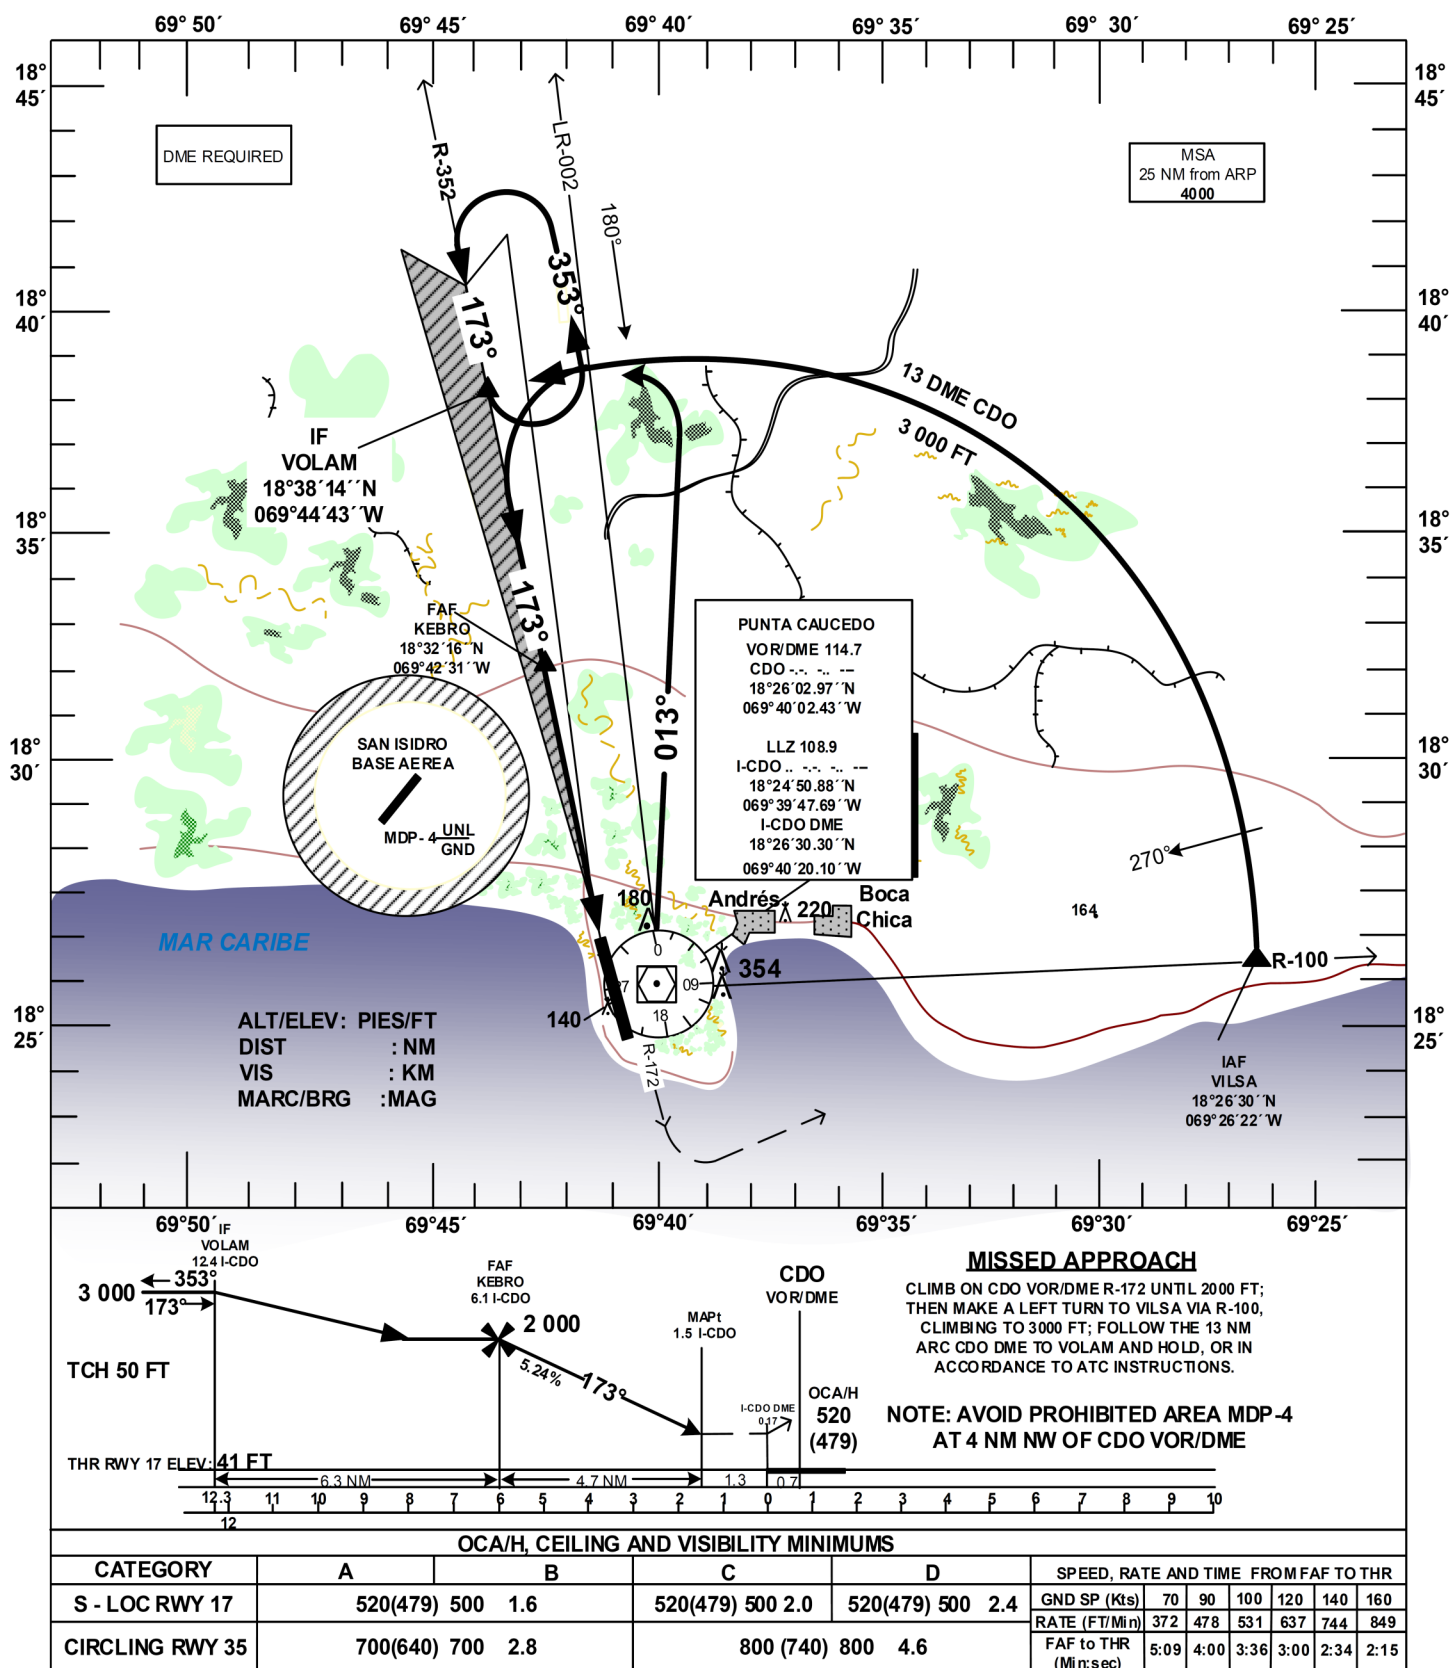 69° 50´ 69° 45´ 69° 40´ 69° 35´ 69° 30´ 69° 25´
18°
45´
18°
45´
DME REQUIRED
MSA
25 NM from ARP
4000
R-352
LR-002
180°
353°
173°
18°
40´
18°
40´
13 DME CDO
3 000 FT
IF
VOLAM
18°38´14´´N
069°44´43´´W
18°
35´
18°
35´
173°
FAF
KEBRO
18°32´16´´N
069°42´31´´W
013°
PUNTA CAUCEDO
VOR/DME 114.7
CDO -.-. -.. ---
18°26´02.97´´N
069°40´02.43´´W
LLZ 108.9
I-CDO .. -.-. -.. ---
18°24´50.88´´N
069°39´47.69´´W
I-CDO DME
18°26´30.30´´N
069°40´20.10´´W
18°
30´
18°
30´
SAN ISIDRO
BASE AEREA
MDP- 4 UNL
GND
270°
180
Andrés
220
Boca
Chica
164
MAR CARIBE
0
09
18
27
354
R-100
140
R-172
18°
25´
18°
25´
ALT/ELEV: PIES/FT
DIST : NM
VIS : KM
MARC/BRG :MAG
IAF
VILSA
18°26´30´´N
069°26´22´´W
69°50´ 69°45´ 69°40´ 69°35´ 69°30´ 69°25´
IF
VOLAM
12.4 I-CDO
3 000
353°
173°
FAF
KEBRO
6.1 I-CDO
2 000
5.24%
173°
MAPt
1.5 I-CDO
CDO
VOR/DME
I-CDO DME
0.17
OCA/H
520
(479)
TCH 50 FT
THR RWY 17 ELEV: 41 FT
6.3 NM 4.7 NM 1.3 0.7
12.3 11 10 9 8 7 6 5 4 3 2 1 0 1 2 3 4 5 6 7 8 9 10
12
MISSED APPROACH
CLIMB ON CDO VOR/DME R-172 UNTIL 2000 FT;
THEN MAKE A LEFT TURN TO VILSA VIA R-100,
CLIMBING TO 3000 FT; FOLLOW THE 13 NM
ARC CDO DME TO VOLAM AND HOLD, OR IN
ACCORDANCE TO ATC INSTRUCTIONS.
NOTE: AVOID PROHIBITED AREA MDP-4
AT 4 NM NW OF CDO VOR/DME
OCA/H, CEILING AND VISIBILITY MINIMUMS
CATEGORY A B C D SPEED, RATE AND TIME FROM FAF TO THR
S - LOC RWY 17 520(479) 500 1.6 520(479) 500 2.0 520(479) 500 2.4
GND SP (Kts) 70 90 100 120 140 160
RATE (FT/Min) 372 478 531 637 744 849
CIRCLING RWY 35 700(640) 700 2.8 800 (740) 800 4.6
FAF to THR
(Min:sec) 5:09 4:00 3:36 3:00 2:34 2:15